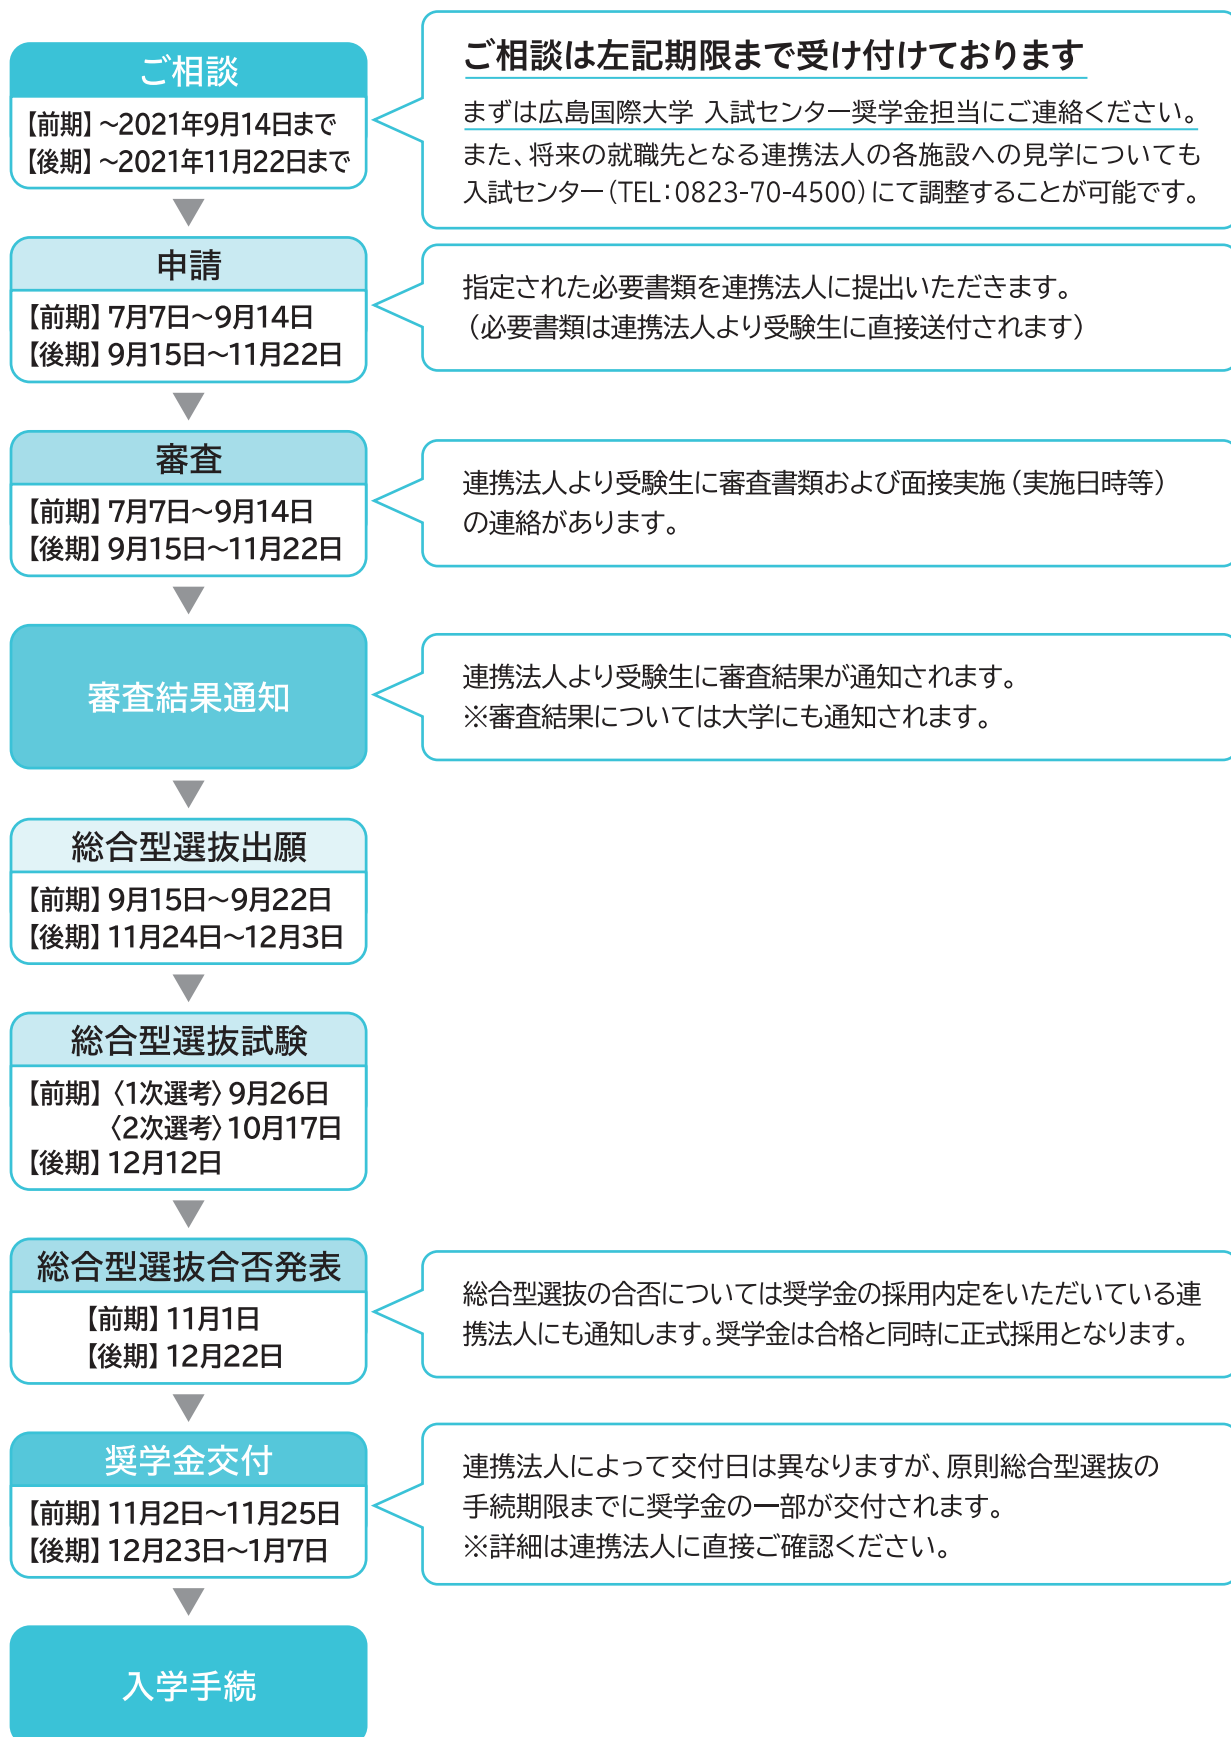 ご相談
【前期】～2021年9月14日まで
【後期】～2021年11月22日まで
ご相談は左記期限まで受け付けております
まずは広島国際大学 入試センター奨学金担当にご連絡ください。
また、将来の就職先となる連携法人の各施設への見学についても
入試センター（TEL：0823-70-4500）にて調整することが可能です。
申請
【前期】7月7日～9月14日
【後期】9月15日～11月22日
指定された必要書類を連携法人に提出いただきます。
（必要書類は連携法人より受験生に直接送付されます）
審査
【前期】7月7日～9月14日
【後期】9月15日～11月22日
連携法人より受験生に審査書類および面接実施（実施日時等）
の連絡があります。
審査結果通知
連携法人より受験生に審査結果が通知されます。
※審査結果については大学にも通知されます。
総合型選抜出願
【前期】9月15日～9月22日
【後期】11月24日～12月3日
総合型選抜試験
【前期】〈1次選考〉9月26日
〈2次選考〉10月17日
【後期】12月12日
総合型選抜合否発表
【前期】11月1日
【後期】12月22日
総合型選抜の合否については奨学金の採用内定をいただいている連
携法人にも通知します。奨学金は合格と同時に正式採用となります。
奨学金交付
【前期】11月2日～11月25日
【後期】12月23日～1月7日
連携法人によって交付日は異なりますが、原則総合型選抜の
手続期限までに奨学金の一部が交付されます。
※詳細は連携法人に直接ご確認ください。
入学手続